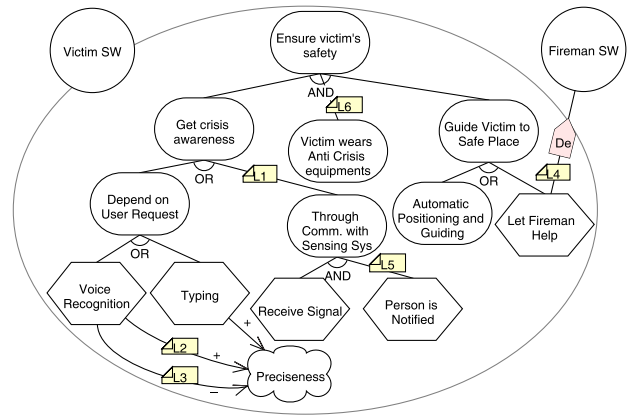 Victim SW
Ensure victim's
safety
Fireman SW
AND
L6
Get crisis
awareness
Victim wears
Anti Crisis
equipments
Guide Victim to
Safe Place
De
OR
L1
OR
L4
Depend on
User Request
Through
Comm. with
Sensing Sys
Automatic
Positioning and
Guiding
Let Fireman
Help
OR
AND
L5
Voice
Recognition
Typing
Receive Signal
Person is
Notified
+
L2
+
L3
−
Preciseness